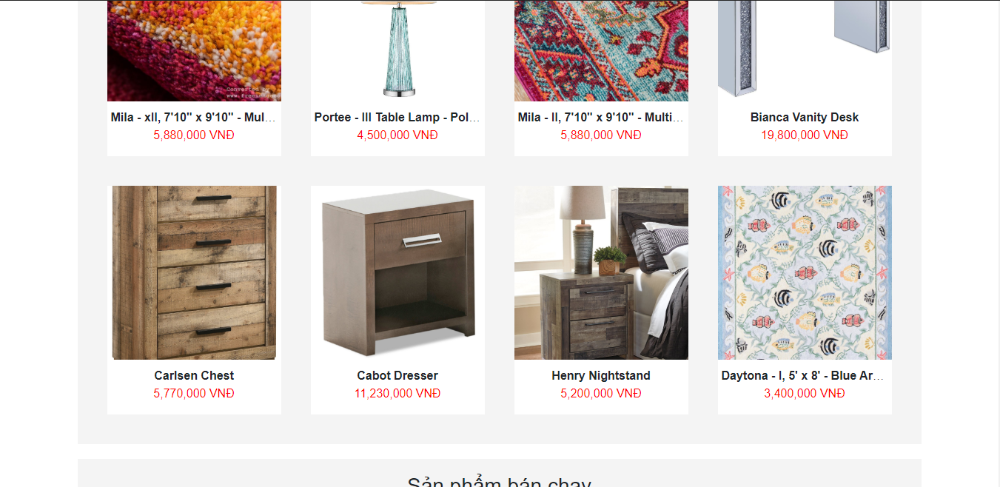 Converted by
Mila - xII, 7'10" x 9'10" - Mul...
5,880,000 VNĐ
Portee - III Table Lamp - Pol...
4,500,000 VNĐ
Mila - II, 7'10" x 9'10" - Multi...
5,880,000 VNĐ
Bianca Vanity Desk
19,800,000 VNĐ
Carlsen Chest
5,770,000 VNĐ
Cabot Dresser
11,230,000 VNĐ
Henry Nightstand
5,200,000 VNĐ
Daytona - I, 5' x 8' - Blue Ar...
3,400,000 VNĐ
Sản phẩm bán chạy